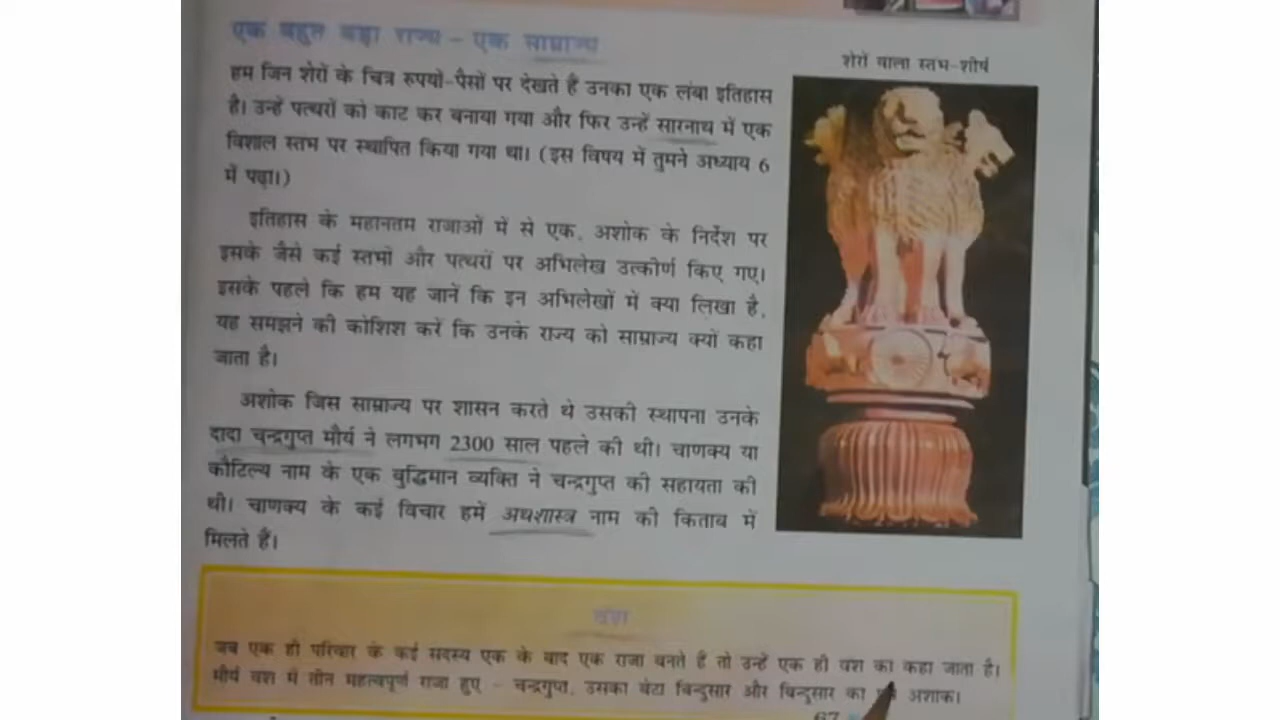 एक बहुत बड़ा राज्य – एक साम्राज्य
हम जिन शेरों के चित्र रुपयों-पैसों पर देखते हैं उनका एक लंबा इतिहास
है। उन्हें पत्थरों को काट कर बनाया गया और फिर उन्हें सारनाथ में एक
विशाल स्तंभ पर स्थापित किया गया था। (इस विषय में तुमने अध्याय 6
में पढ़ा।)
इतिहास के महानतम राजाओं में से एक, अशोक के निर्देश पर
इसके जैसे कई स्तंभों और पत्थरों पर अभिलेख उत्कीर्ण किए गए।
इसके पहले कि हम यह जानें कि इन अभिलेखों में क्या लिखा है,
यह समझने की कोशिश करें कि उनके राज्य को साम्राज्य क्यों कहा
जाता है।
अशोक जिस साम्राज्य पर शासन करते थे उसकी स्थापना उनके
दादा चन्द्रगुप्त मौर्य ने लगभग 2300 साल पहले की थी। चाणक्य या
कौटिल्य नाम के एक बुद्धिमान व्यक्ति ने चन्द्रगुप्त की सहायता की
थी। चाणक्य के कई विचार हमें अर्थशास्त्र नाम की किताब में
मिलते हैं।
शेरों वाला स्तंभ-शीर्ष
वंश
जब एक ही परिवार के कई सदस्य एक के बाद एक राजा बनते हैं तो उन्हें एक ही वंश का कहा जाता है।
मौर्य वंश में तीन महत्वपूर्ण राजा हुए – चन्द्रगुप्त, उसका बेटा बिन्दुसार और बिन्दुसार का अशोक।
67